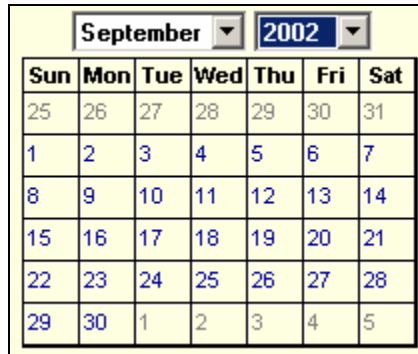 September 2002
Sun Mon Tue Wed Thu Fri Sat
25 26 27 28 29 30 31
1 2 3 4 5 6 7
8 9 10 11 12 13 14
15 16 17 18 19 20 21
22 23 24 25 26 27 28
29 30 1 2 3 4 5